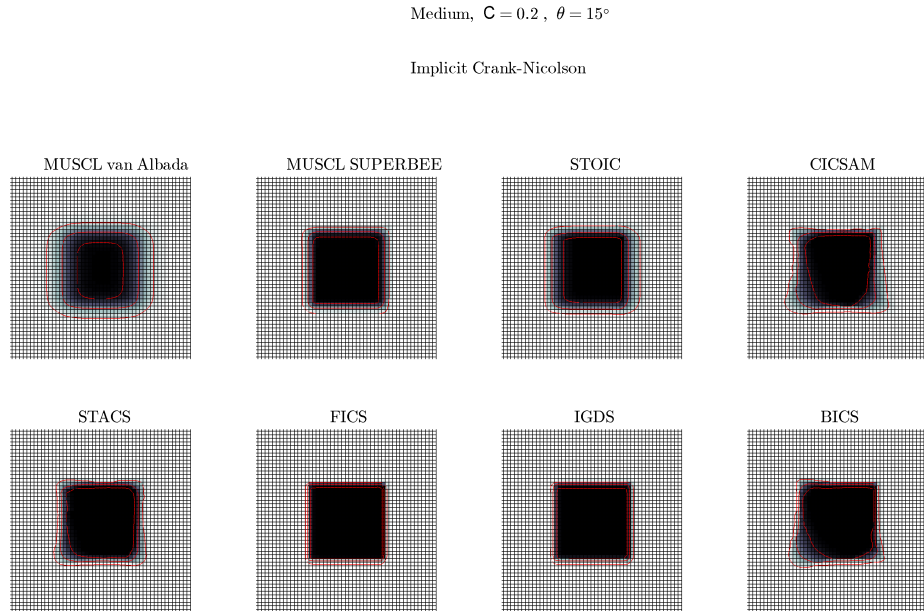 Medium, C = 0.2 , θ = 15°
Implicit Crank-Nicolson
MUSCL van Albada MUSCL SUPERBEE STOIC CICSAM
STACS FICS IGDS BICS